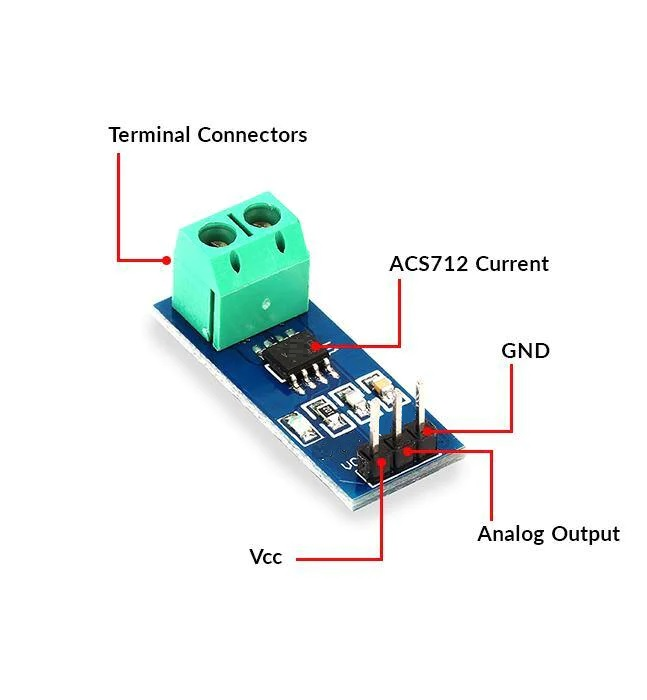 Terminal Connectors
ACS712 Current
GND
Analog Output
Vcc